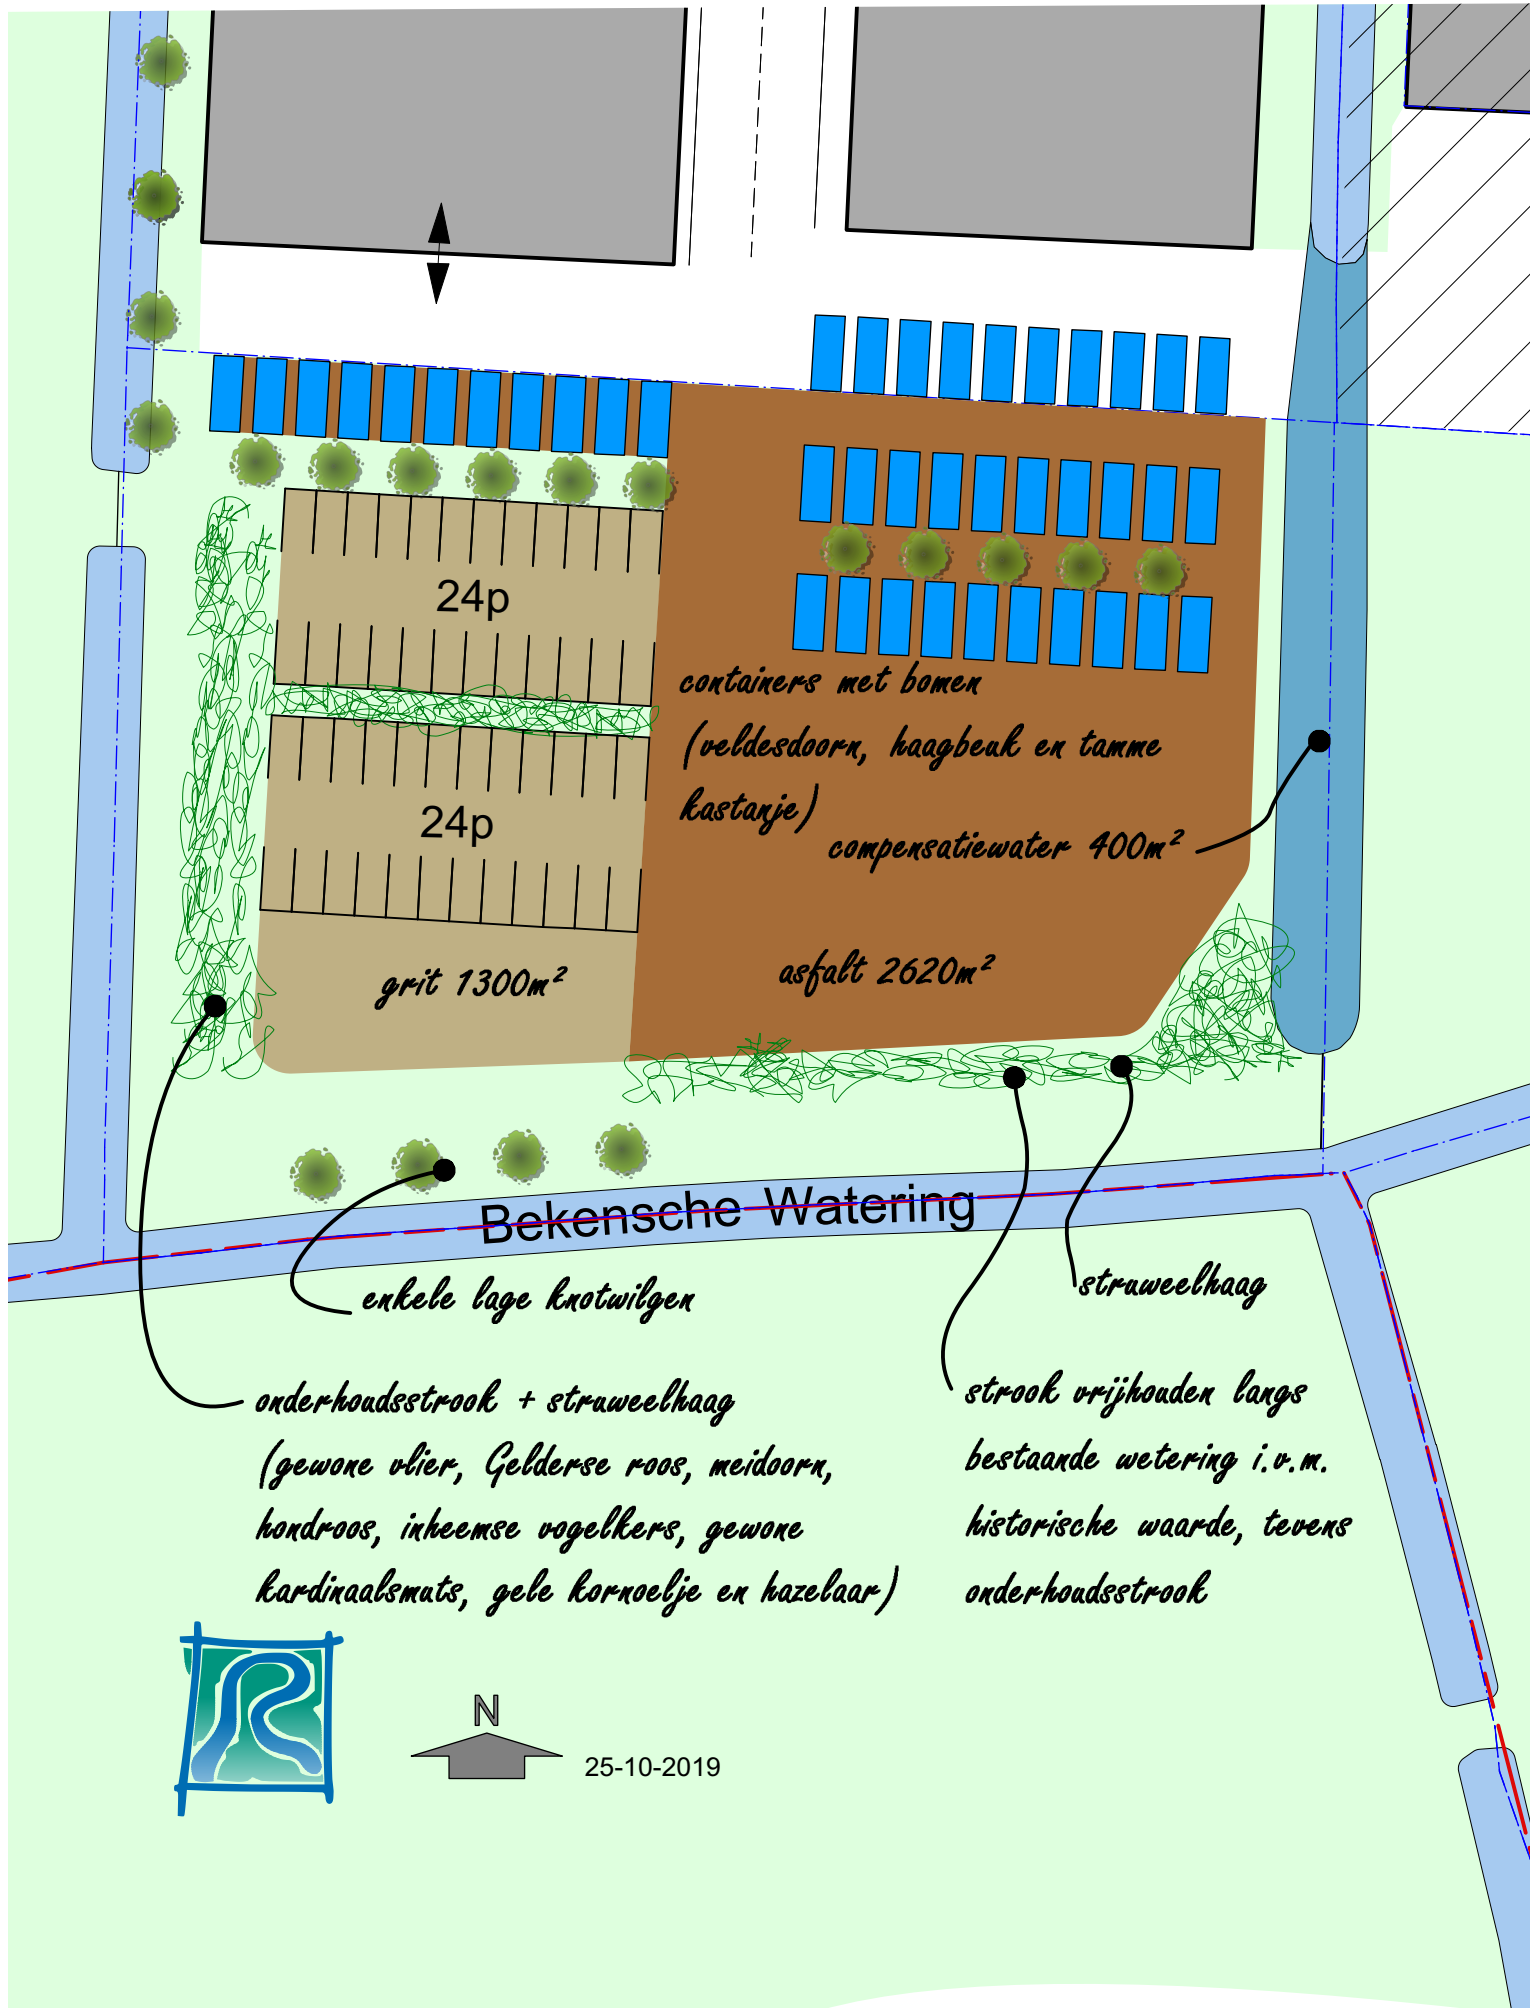 24p
containers met bomen
(veldesdoorn, haagbeuk en tamme
kastanje)
24p
compensatiewater 400m²
grit 1300m²
asfalt 2620m²
Bekensche Watering
enkele lage knotwilgen
struweelhaag
onderhoudsstrook + struweelhaag
(gewone vlier, Gelderse roos, meidoorn,
hondroos, inheemse vogelkers, gewone
kardinaalsmuts, gele kornoelje en hazelaar)
strook vrijhouden langs
bestaande wetering i.v.m.
historische waarde, tevens
onderhoudsstrook
N
25-10-2019